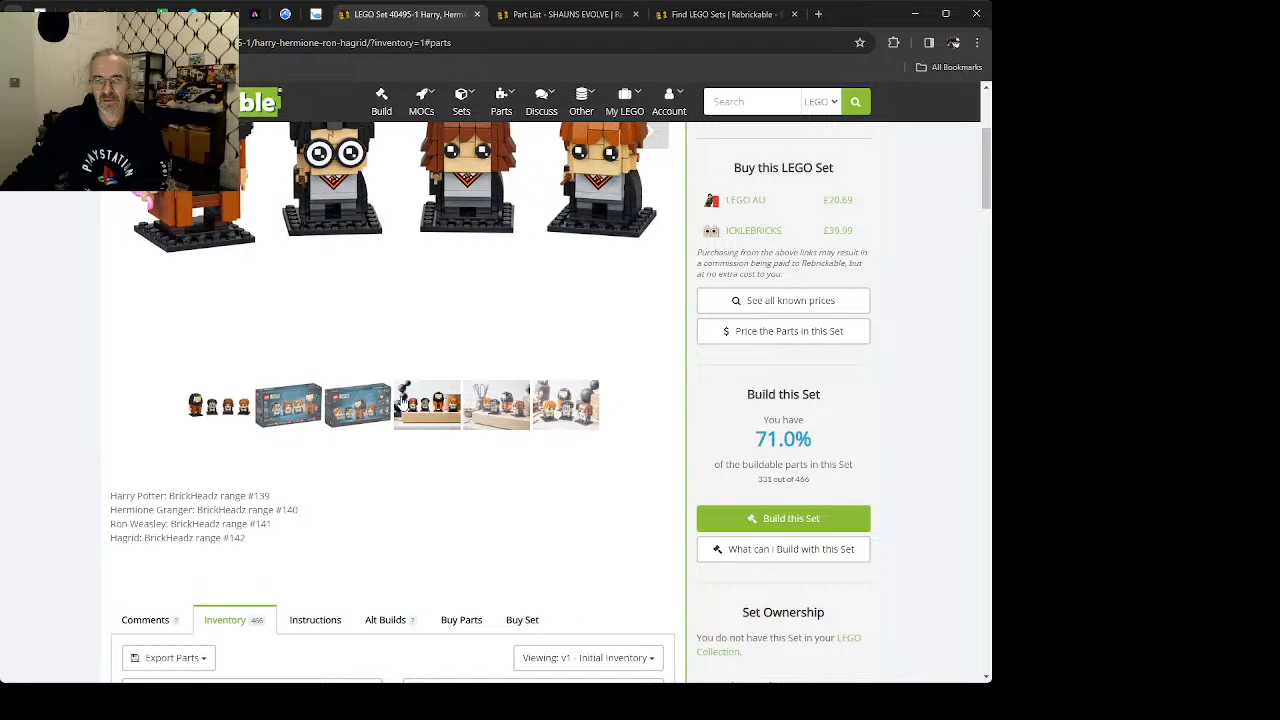 LEGO Set 40495-1 Harry, Herm
Part List - SHAUNS EVOLVE | Re
Find LEGO Sets | Rebrickable -
5-1/harry-hermione-ron-hagrid/?inventory=1#parts
All Bookmarks
ble
Build MOCs Sets Parts Discuss Other My LEGO Account
Search LEGO
PLAYSTATION
Buy this LEGO Set
LEGO AU £20.69
ICKLEBRICKS £39.99
Purchasing from the above links may result in
a commission being paid to Rebrickable, but
at no extra cost to you.
See all known prices
$ Price the Parts in this Set
Build this Set
You have
71.0%
of the buildable parts in this Set
331 out of 466
Build this Set
What can I Build with this Set
Set Ownership
You do not have this Set in your LEGO
Collection.
Harry Potter: BrickHeadz range #139
Hermione Granger: BrickHeadz range #140
Ron Weasley: BrickHeadz range #141
Hagrid: BrickHeadz range #142
Comments ? Inventory 466 Instructions Alt Builds ? Buy Parts Buy Set
Export Parts Viewing: v1 - Initial Inventory